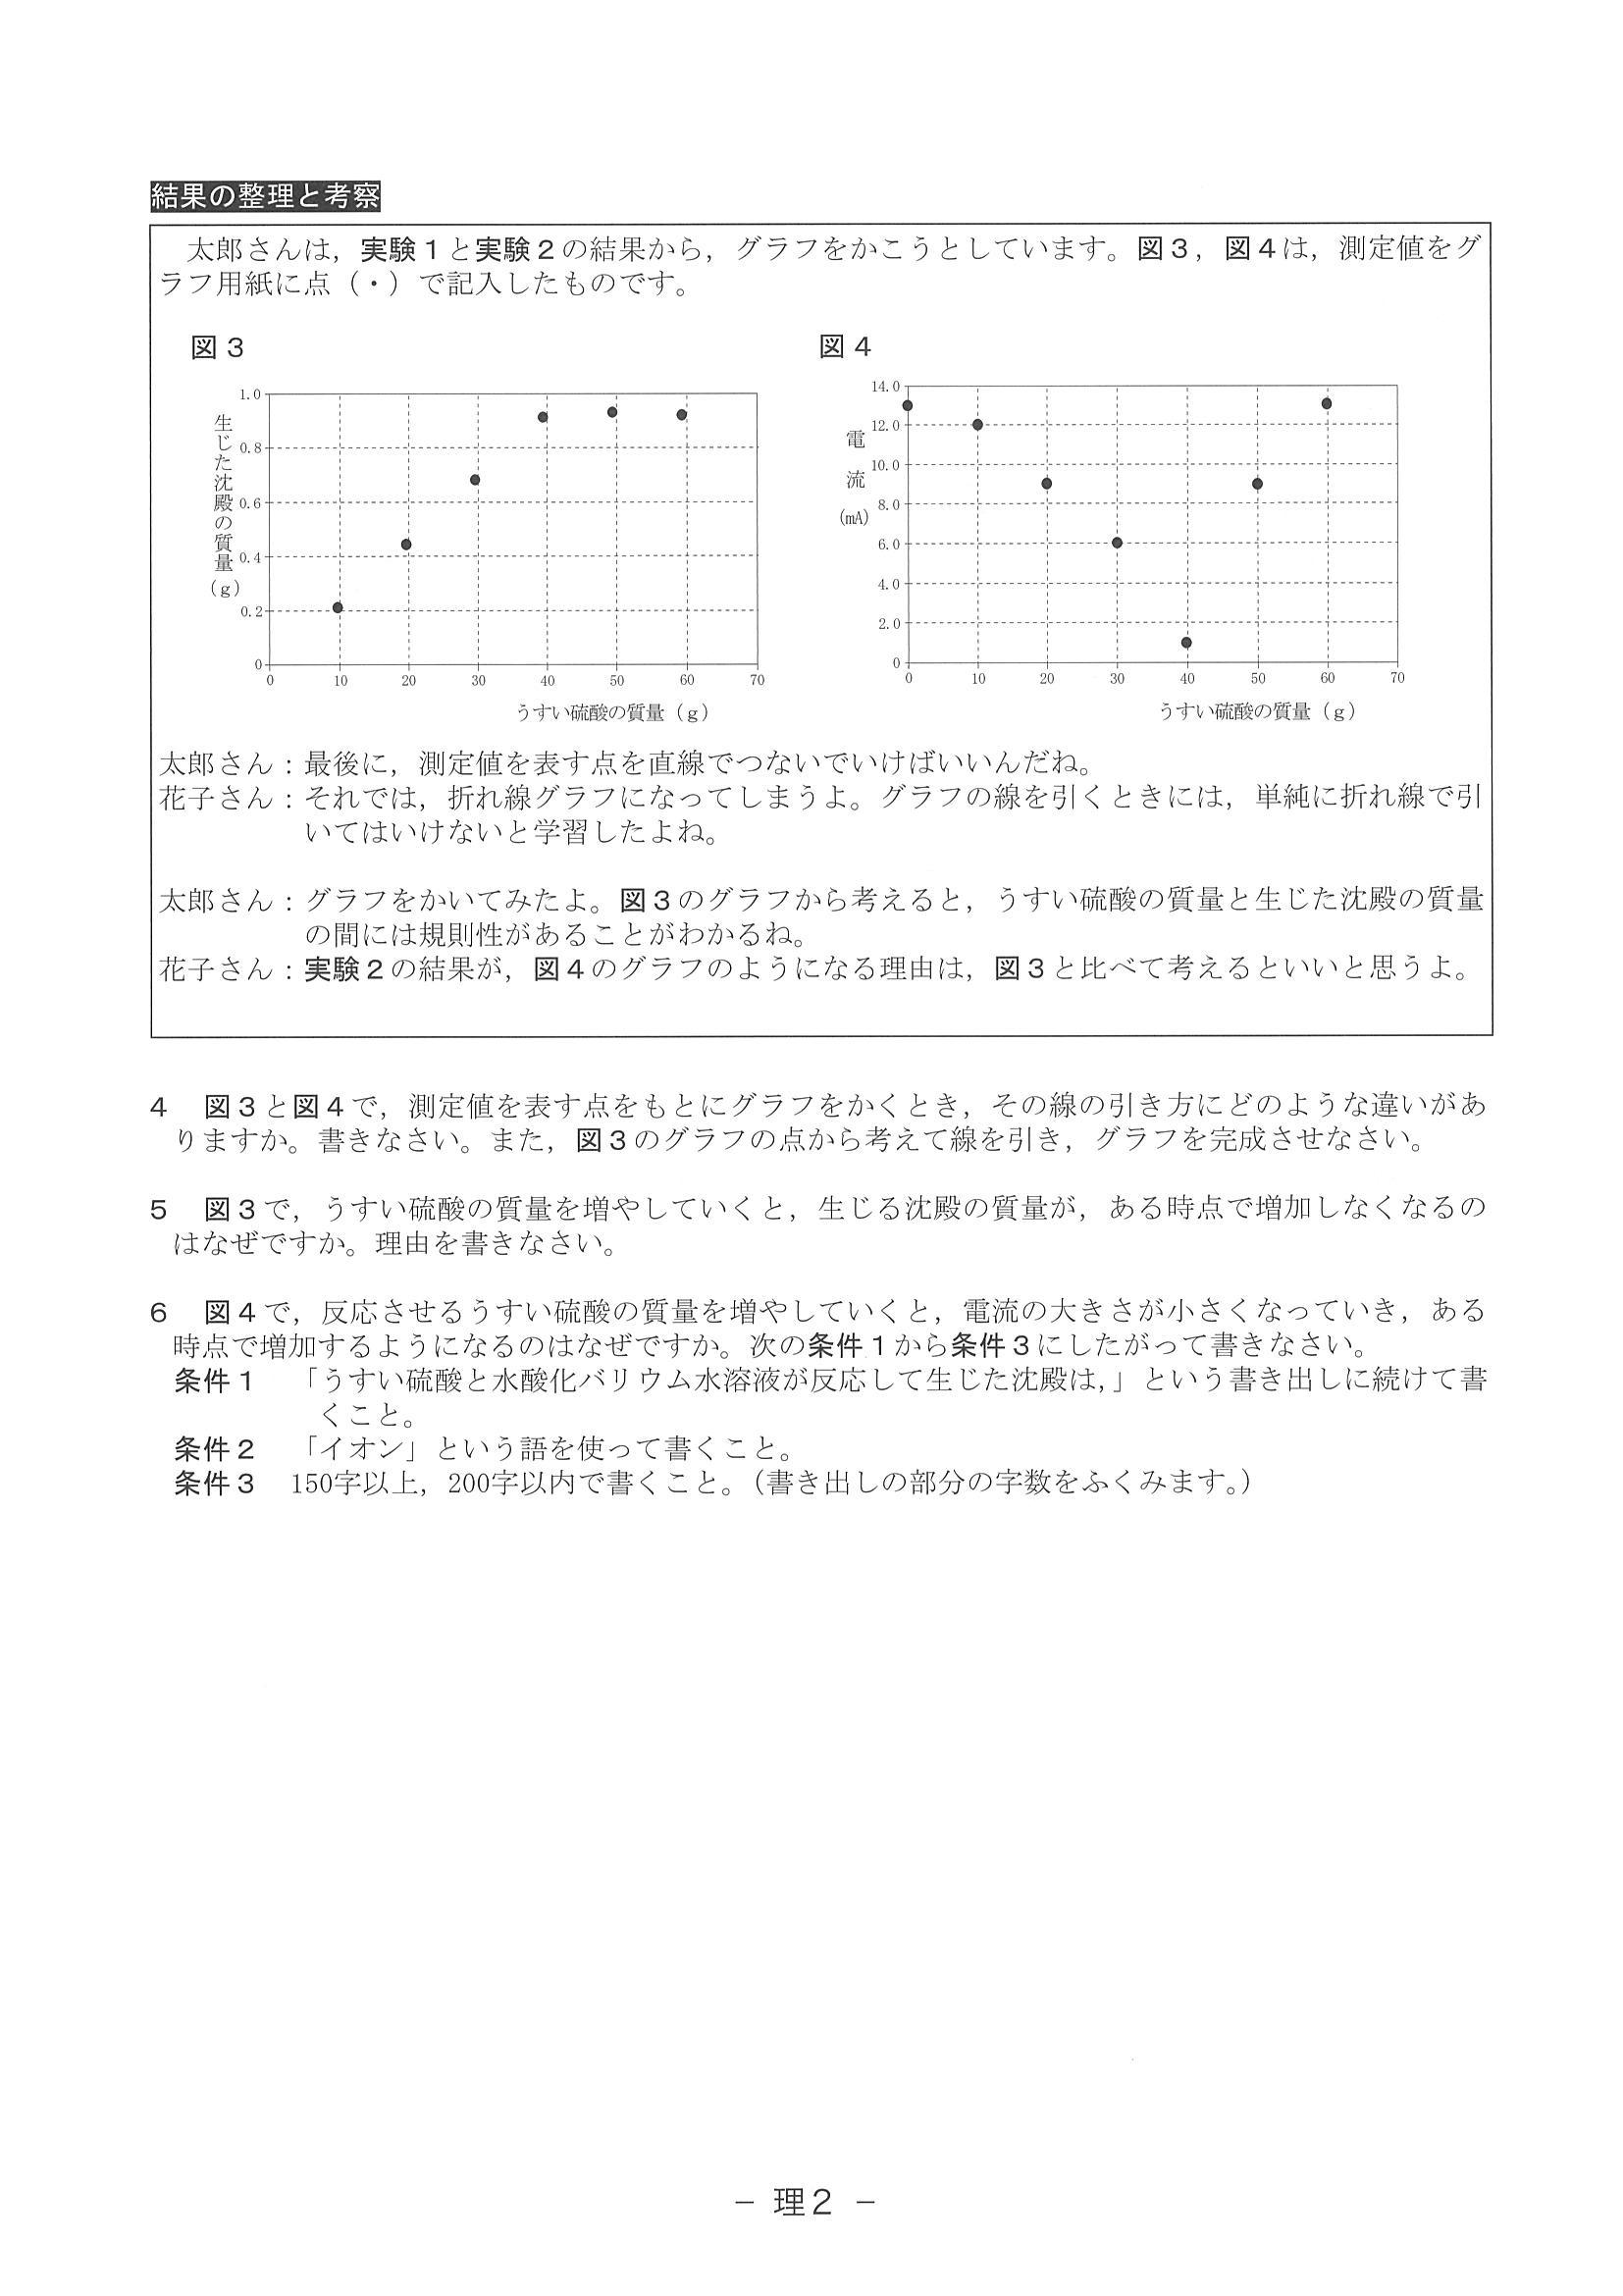 結果の整理と考察
太郎さんは，実験１と実験２の結果から，グラフをかこうとしています。図３，図４は，測定値をグ
ラフ用紙に点（・）で記入したものです。
図３
1.0
0.8
0.6
0.4
0.2
0
生じた沈殿の質量(g)
0 10 20 30 40 50 60 70
うすい硫酸の質量（g）
図４
14.0
12.0
10.0
8.0
6.0
4.0
2.0
0
電流(mA)
0 10 20 30 40 50 60 70
うすい硫酸の質量（g）
太郎さん：最後に，測定値を表す点を直線でつないでいけばいいんだね。
花子さん：それでは，折れ線グラフになってしまうよ。グラフの線を引くときには，単純に折れ線で引
いてはいけないと学習したよね。
太郎さん：グラフをかいてみたよ。図３のグラフから考えると，うすい硫酸の質量と生じた沈殿の質量
の間には規則性があることがわかるね。
花子さん：実験２の結果が，図４のグラフのようになる理由は，図３と比べて考えるといいと思うよ。
４　図３と図４で，測定値を表す点をもとにグラフをかくとき，その線の引き方にどのような違いがあ
りますか。書きなさい。また，図３のグラフの点から考えて線を引き，グラフを完成させなさい。
５　図３で，うすい硫酸の質量を増やしていくと，生じる沈殿の質量が，ある時点で増加しなくなるの
はなぜですか。理由を書きなさい。
６　図４で，反応させるうすい硫酸の質量を増やしていくと，電流の大きさが小さくなっていき，ある
時点で増加するようになるのはなぜですか。次の条件１から条件３にしたがって書きなさい。
条件１　「うすい硫酸と水酸化バリウム水溶液が反応して生じた沈殿は，」という書き出しに続けて書
くこと。
条件２　「イオン」という語を使って書くこと。
条件３　150字以上，200字以内で書くこと。（書き出しの部分の字数をふくみます。）
－ 理２ －